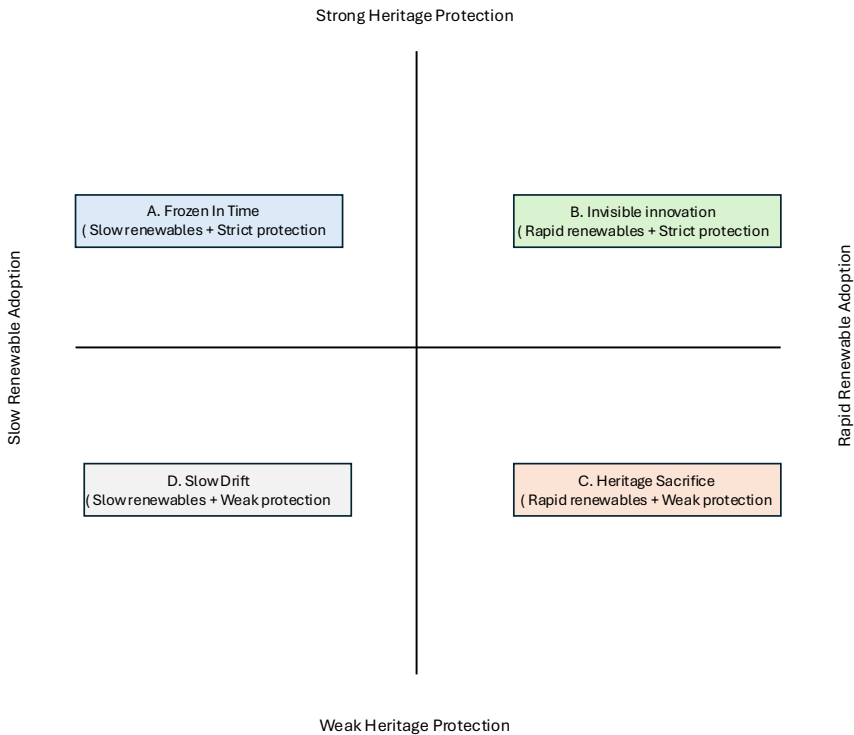 Strong Heritage Protection
A. Frozen In Time
( Slow renewables + Strict protection
B. Invisible innovation
( Rapid renewables + Strict protection
Slow Renewable Adoption
Rapid Renewable Adoption
D. Slow Drift
( Slow renewables + Weak protection
C. Heritage Sacrifice
( Rapid renewables + Weak protection
Weak Heritage Protection